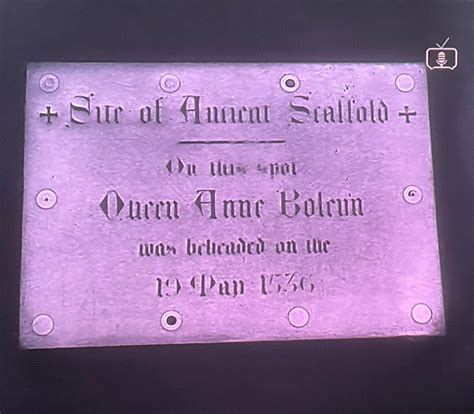 + Site of Ancient Scaffold +
On this spot
Queen Anne Boleyn
was beheaded on the
19 May 1536